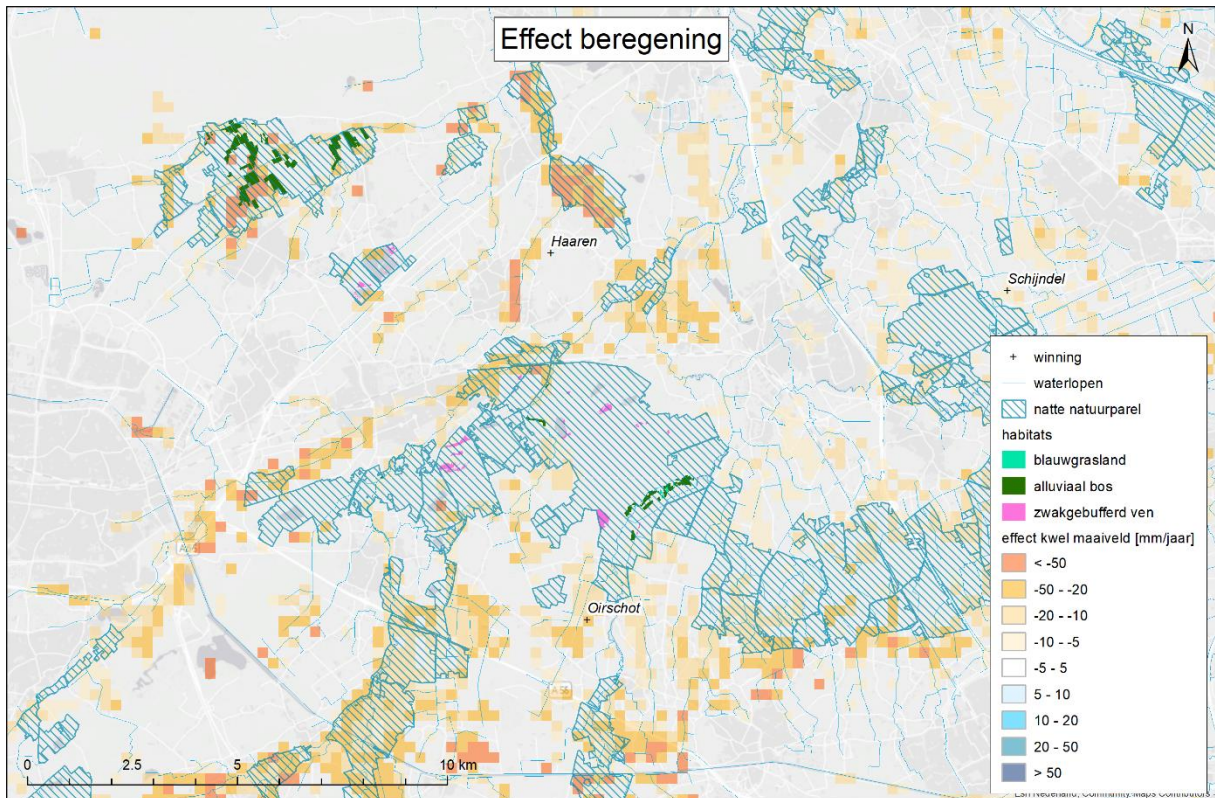 Effect beregening
N
Haaren
Schijndel
Oirschot
A 58
winning
waterlopen
natte natuurparel
habitats
blauwgrasland
alluviaal bos
zwakgebufferd ven
effect kwel maaiveld [mm/jaar]
< -50
-50 - -20
-20 - -10
-10 - -5
-5 - 5
5 - 10
10 - 20
20 - 50
> 50
0 2.5 5 10 km
Esri Nederland, Community Maps Contributors